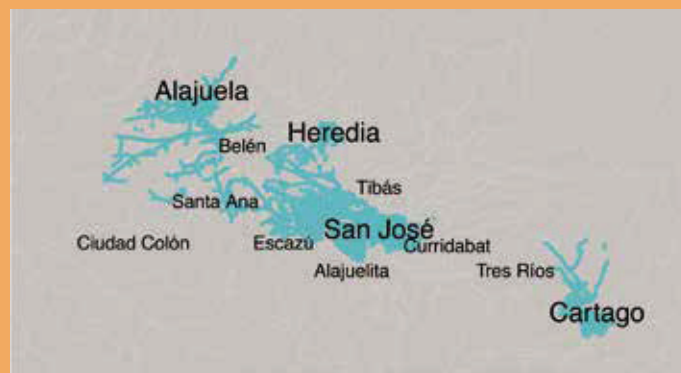 Alajuela
Heredia
Belén
Tibás
Santa Ana
San José
Ciudad Colón
Escazú
Curridabat
Alajuelita
Tres Ríos
Cartago